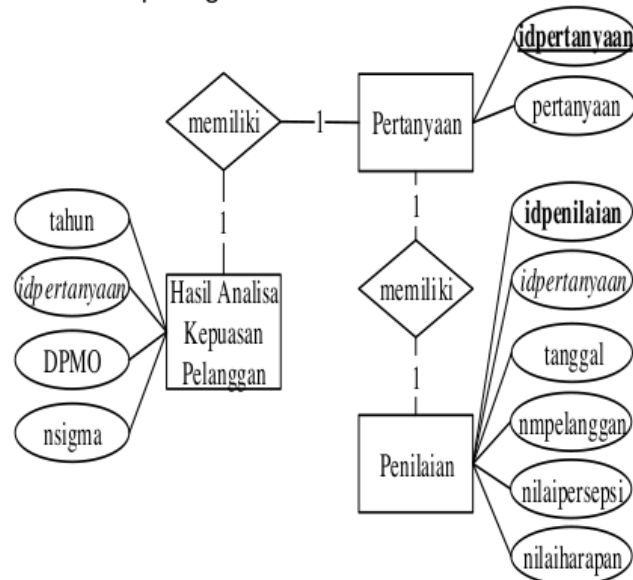 idpertanyaan
pertanyaan
memiliki
1
Pertanyaan
1
1
tahun
idpertanyaan
DPMO
nsigma
Hasil Analisa
Kepuasan
Pelanggan
memiliki
1
Penilaian
idpenilaian
idpertanyaan
tanggal
nmpelanggan
nilaipersepsi
nilaiharapan